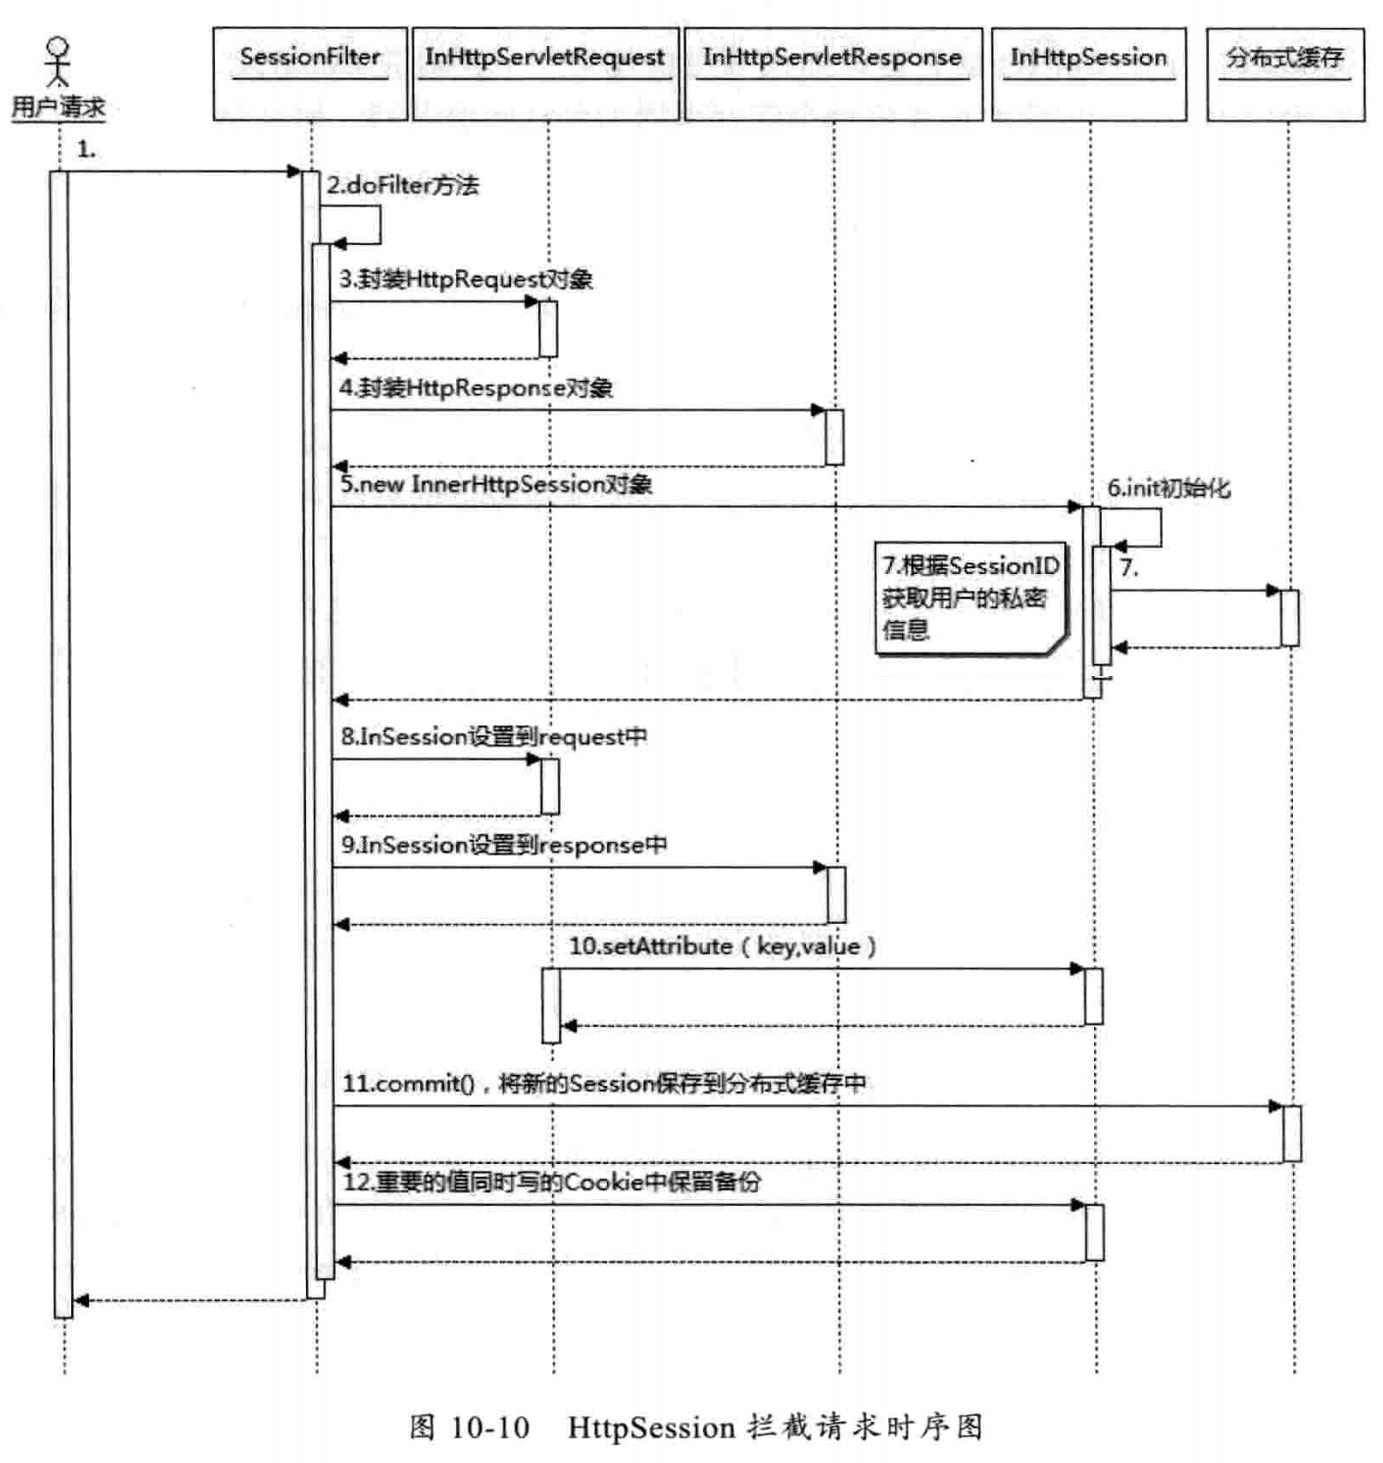 用户请求
SessionFilter
InHttpServletRequest
InHttpServletResponse
InHttpSession
分布式缓存
1.
2.doFilter方法
3.封装HttpRequest对象
4.封装HttpResponse对象
5.new InnerHttpSession对象
6.init初始化
7.根据SessionID
获取用户的私密
信息
7.
8.InSession设置到request中
9.InSession设置到response中
10.setAttribute（key,value）
11.commit()，将新的Session保存到分布式缓存中
12.重要的值同时写的Cookie中保留备份
图 10-10 HttpSession 拦截请求时序图